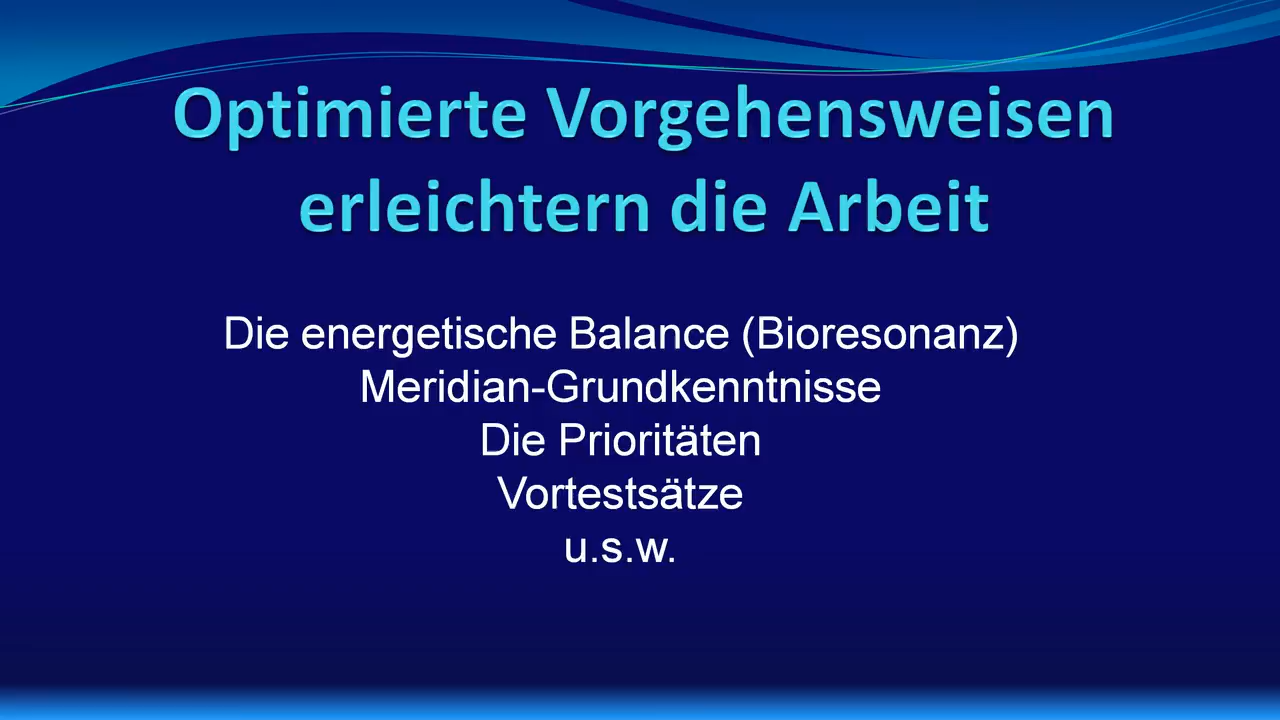 Optimierte Vorgehensweisen
erleichtern die Arbeit
Die energetische Balance (Bioresonanz)
Meridian-Grundkenntnisse
Die Prioritäten
Vortestsätze
u.s.w.